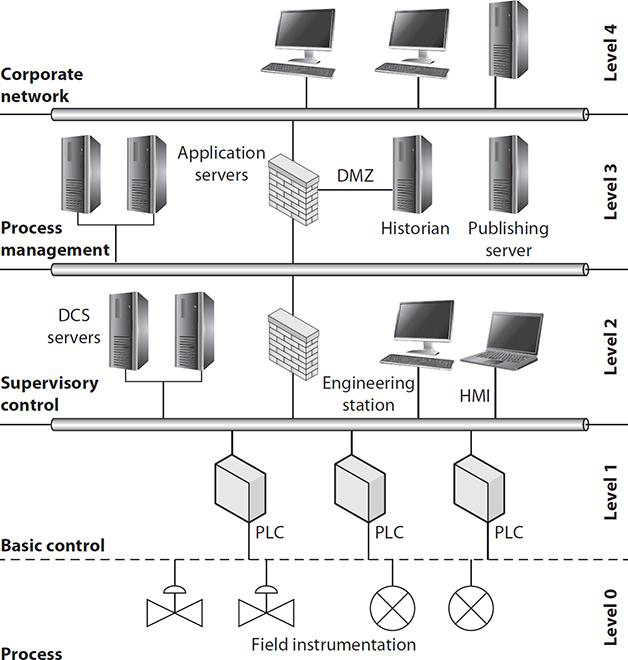 Level 4
Corporate
network
Application
servers
DMZ
Historian
Publishing
server
Level 3
Process
management
DCS
servers
Engineering
station
HMI
Level 2
Supervisory
control
PLC
PLC
PLC
Level 1
Basic control
Field instrumentation
Level 0
Process